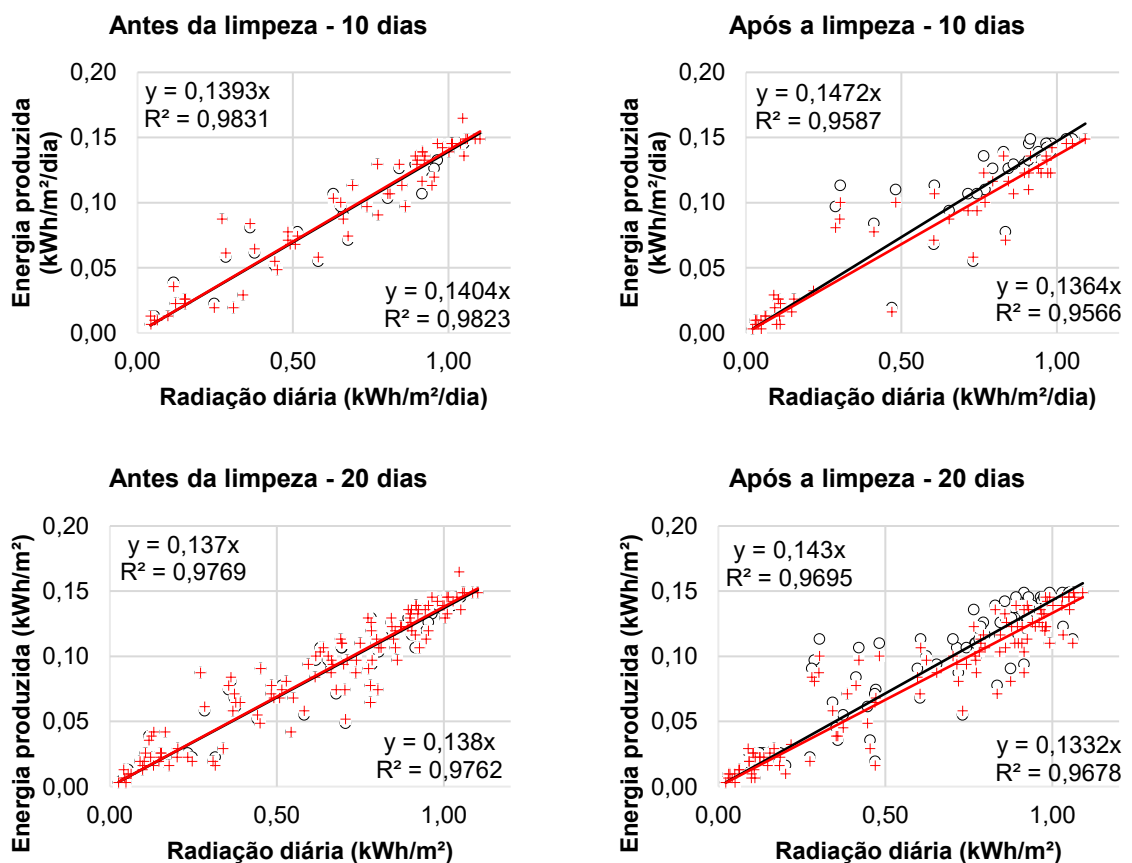 Antes da limpeza - 10 dias
Energia produzida
(kWh/m²/dia)
0,20
0,15
0,10
0,05
0,00
y = 0,1393x
R² = 0,9831
y = 0,1404x
R² = 0,9823
0,00 0,50 1,00
Radiação diária (kWh/m²/dia)
Após a limpeza - 10 dias
Energia produzida
(kWh/m²/dia)
0,20
0,15
0,10
0,05
0,00
y = 0,1472x
R² = 0,9587
y = 0,1364x
R² = 0,9566
0,00 0,50 1,00
Radiação diária (kWh/m²/dia)
Antes da limpeza - 20 dias
Energia produzida (kWh/m²)
0,20
0,15
0,10
0,05
0,00
y = 0,137x
R² = 0,9769
y = 0,138x
R² = 0,9762
0,00 0,50 1,00
Radiação diária (kWh/m²)
Após a limpeza - 20 dias
Energia produzida (kWh/m²)
0,20
0,15
0,10
0,05
0,00
y = 0,143x
R² = 0,9695
y = 0,1332x
R² = 0,9678
0,00 0,50 1,00
Radiação diária (kWh/m²)